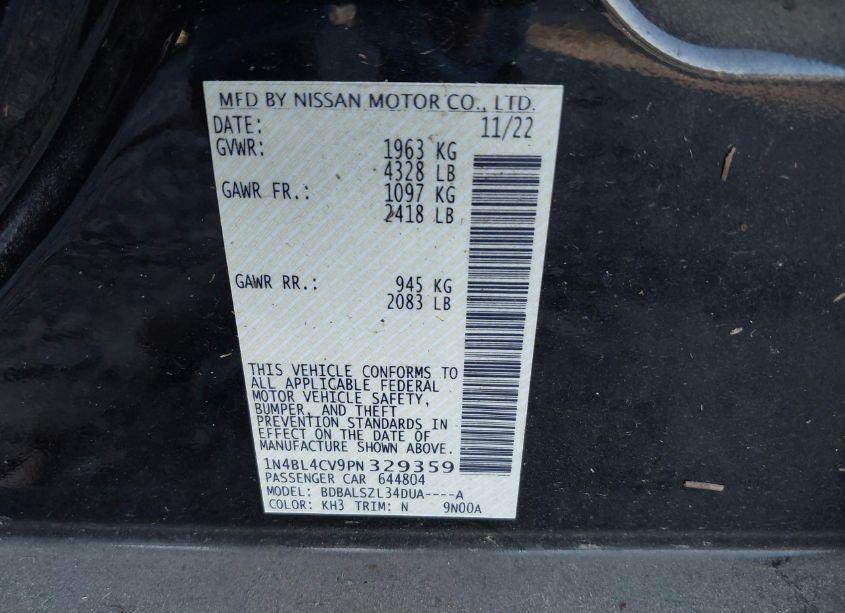 MFD BY NISSAN MOTOR CO., LTD.
DATE: 11/22
GVWR: 1963 KG
4328 LB
GAWR FR.: 1097 KG
2418 LB
GAWR RR.: 945 KG
2083 LB
THIS VEHICLE CONFORMS TO
ALL APPLICABLE FEDERAL
MOTOR VEHICLE SAFETY,
BUMPER, AND THEFT
PREVENTION STANDARDS IN
EFFECT ON THE DATE OF
MANUFACTURE SHOWN ABOVE.
1N4BL4CV9PN329359
PASSENGER CAR 644804
MODEL: BDBALSZL34DUA----A
COLOR: KH3 TRIM: N 9N00A